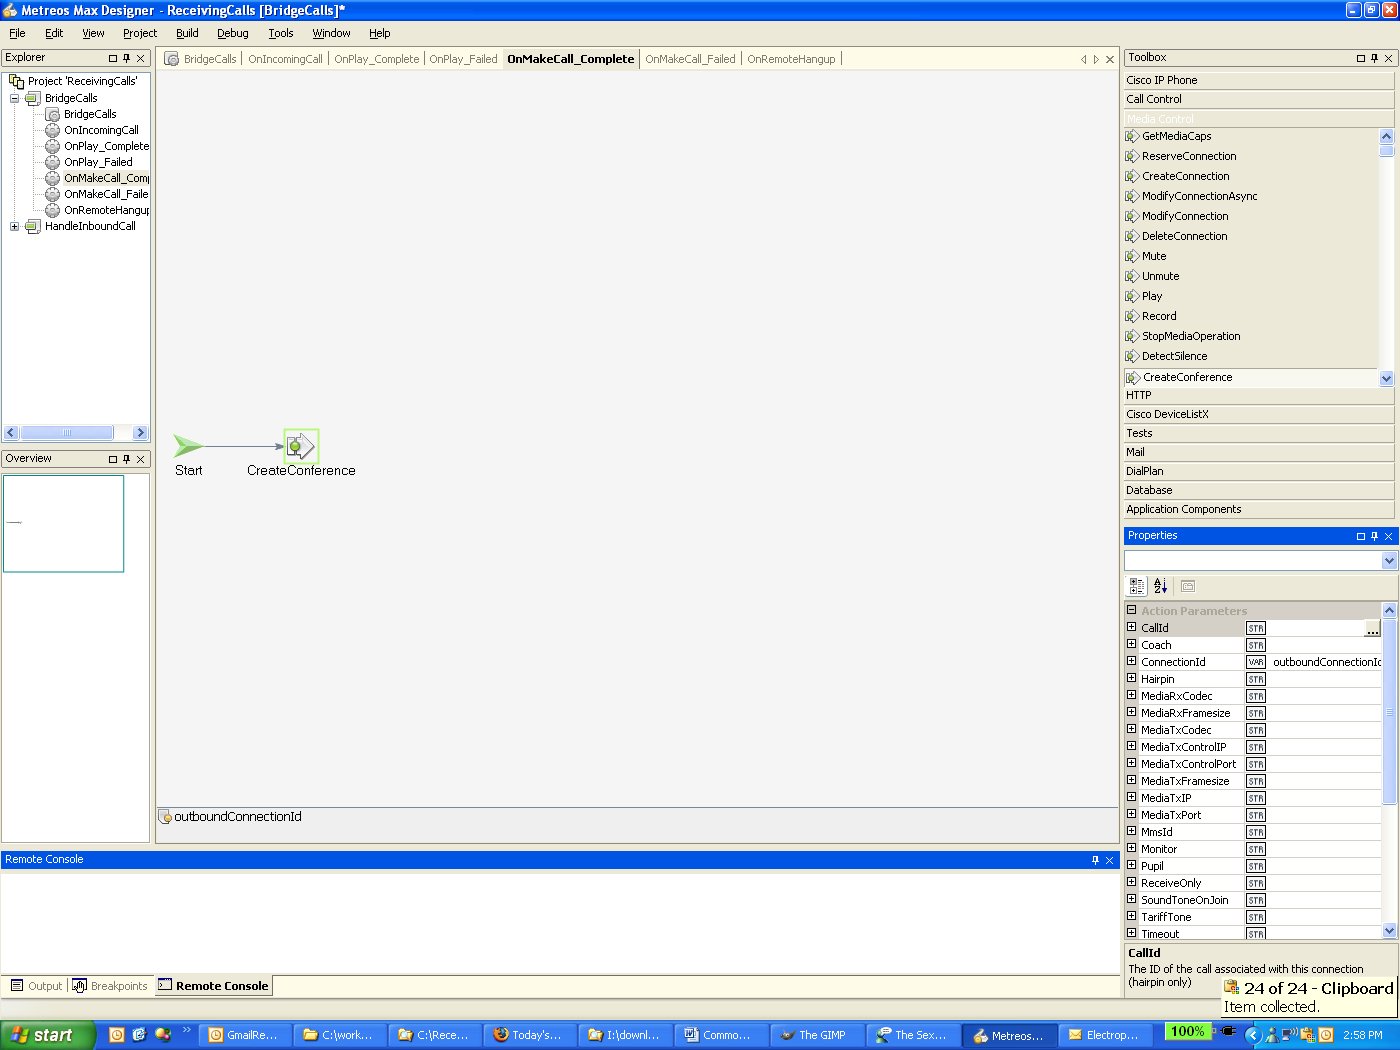 Metreos Max Designer - ReceivingCalls [BridgeCalls]*
File Edit View Project Build Debug Tools Window Help
Explorer
Project 'ReceivingCalls'
BridgeCalls
BridgeCalls
OnIncomingCall
OnPlay_Complete
OnPlay_Failed
OnMakeCall_Comp
OnMakeCall_Faile
OnRemoteHangup
HandleInboundCall
Overview
BridgeCalls OnIncomingCall OnPlay_Complete OnPlay_Failed OnMakeCall_Complete OnMakeCall_Failed OnRemoteHangup
Start
CreateConference
outboundConnectionId
Toolbox
Cisco IP Phone
Call Control
Media Control
GetMediaCaps
ReserveConnection
CreateConnection
ModifyConnectionAsync
ModifyConnection
DeleteConnection
Mute
Unmute
Play
Record
StopMediaOperation
DetectSilence
CreateConference
HTTP
Cisco DeviceListX
Tests
Mail
DialPlan
Database
Application Components
Properties
Action Parameters
CallId STR ...
Coach STR
ConnectionId VAR outboundConnectionId
Hairpin STR
MediaRxCodec STR
MediaRxFramesize STR
MediaTxCodec STR
MediaTxControlIP STR
MediaTxControlPort STR
MediaTxFramesize STR
MediaTxIP STR
MediaTxPort STR
MmsId STR
Monitor STR
Pupil STR
ReceiveOnly STR
SoundToneOnJoin STR
TariffTone STR
Timeout STR
CallId
The ID of the call associated with this connection
(hairpin only)
24 of 24 - Clipboard
Item collected.
Remote Console
Output Breakpoints Remote Console
start GmailRe... C:\work... C:\Rece... Today's... I:\downl... Commo... The GIMP The Sex... Metreos... Electrop... 100% 2:58 PM